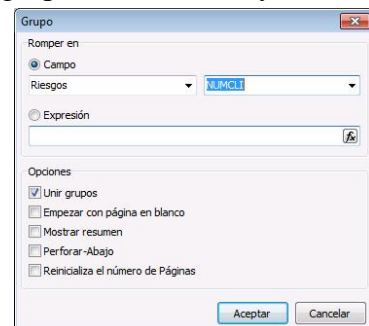 Grupo
Romper en
Campo
Riesgos NUMCLI
Expresión
fx
Opciones
Unir grupos
Empezar con página en blanco
Mostrar resumen
Perforar-Abajo
Reinicializa el número de Páginas
Aceptar Cancelar